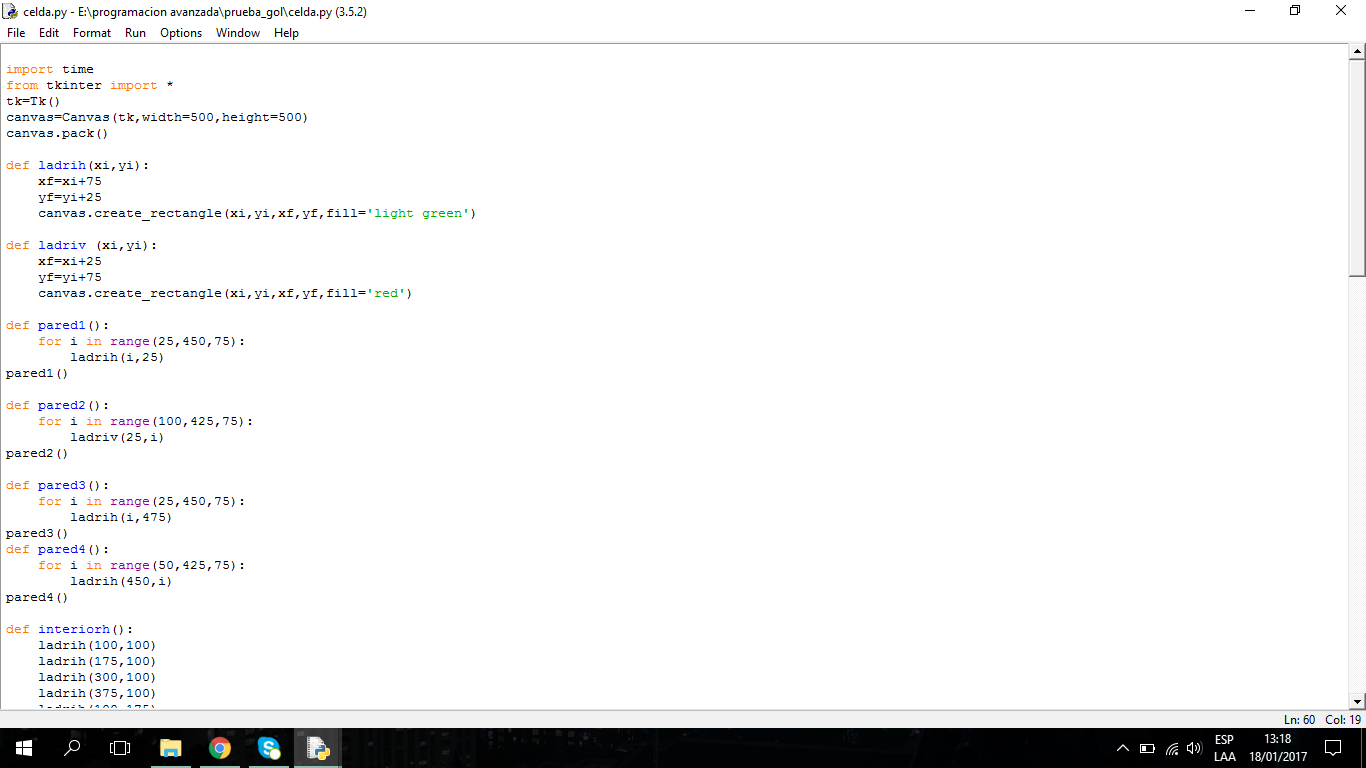 celda.py - E:\programacion avanzada\prueba_gol\celda.py (3.5.2)
File Edit Format Run Options Window Help
import time
from tkinter import *
tk=Tk()
canvas=Canvas(tk,width=500,height=500)
canvas.pack()
def ladrih(xi,yi):
    xf=xi+75
    yf=yi+25
    canvas.create_rectangle(xi,yi,xf,yf,fill='light green')
def ladriv (xi,yi):
    xf=xi+25
    yf=yi+75
    canvas.create_rectangle(xi,yi,xf,yf,fill='red')
def pared1():
    for i in range(25,450,75):
        ladrih(i,25)
pared1()
def pared2():
    for i in range(100,425,75):
        ladriv(25,i)
pared2()
def pared3():
    for i in range(25,450,75):
        ladrih(i,475)
pared3()
def pared4():
    for i in range(50,425,75):
        ladrih(450,i)
pared4()
def interiorh():
    ladrih(100,100)
    ladrih(175,100)
    ladrih(300,100)
    ladrih(375,100)
Ln: 60 Col: 19
ESP
LAA
13:18
18/01/2017